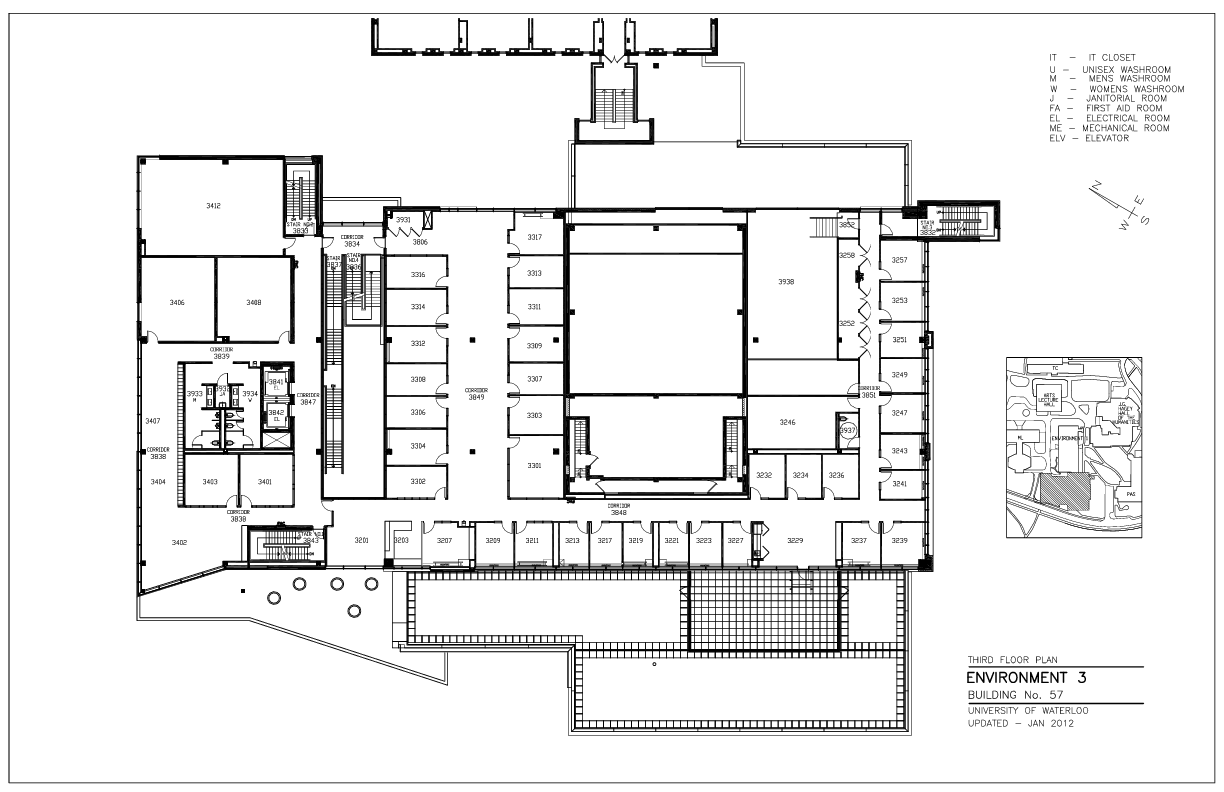 IT – IT CLOSET
U – UNISEX WASHROOM
M – MENS WASHROOM
W – WOMENS WASHROOM
J – JANITORIAL ROOM
FA – FIRST AID ROOM
EL – ELECTRICAL ROOM
ME – MECHANICAL ROOM
ELV – ELEVATOR
N
E
W
S
3412
3833
CORRIDOR
3834
3931
3806
3317
3852
STAIR
NO.3
3832
3258
3257
STAIR
3837
STAIR
NO.4
3836
3316
3313
3406
3408
3314
3311
3938
3253
3252
3312
3309
3251
CORRIDOR
3839
3308
3307
3249
3841
EL
3933
M
3934
W
3842
EL
CORRIDOR
3847
CORRIDOR
3849
CORRIDOR
3851
3407
3306
3303
3246
3937
3247
CORRIDOR
3838
3304
3301
3243
3404
3403
3401
3302
3232
3234
3236
3241
CORRIDOR
3838
CORRIDOR
3848
3402
3843
3201
3203
3207
3209
3211
3213
3217
3219
3221
3223
3227
3229
3237
3239
TC
ARTS
LECTURE
HALL
J.G.
HAGEY
HALL
OF THE
HUMANITIES
ML
ENVIRONMENT 1
PAS
THIRD FLOOR PLAN
ENVIRONMENT 3
BUILDING No. 57
UNIVERSITY OF WATERLOO
UPDATED – JAN 2012